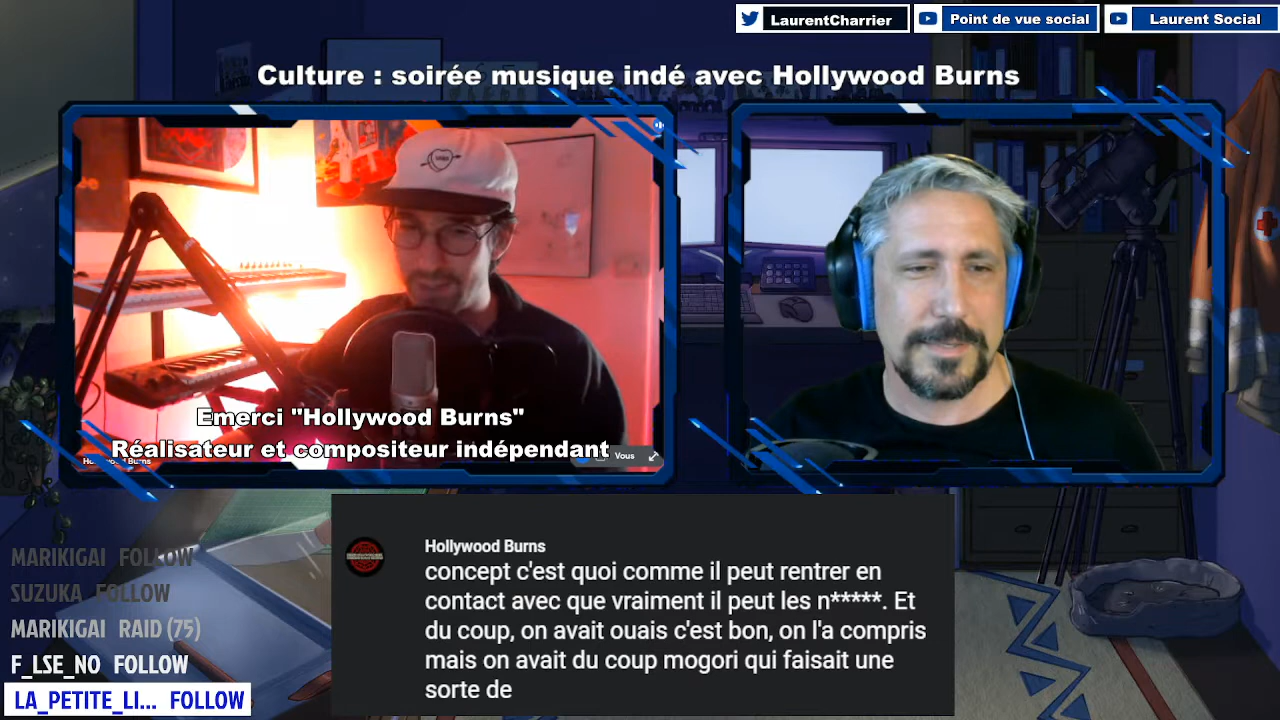 LaurentCharrier
Point de vue social
Laurent Social
Culture : soirée musique indé avec Hollywood Burns
Emerci "Hollywood Burns"
Réalisateur et compositeur indépendant
Vous
MARIKIGAI FOLLOW
SUZUKA FOLLOW
MARIKIGAI RAID (75)
F_LSE_NO FOLLOW
LA_PETITE_LI... FOLLOW
Hollywood Burns
concept c'est quoi comme il peut rentrer en
contact avec que vraiment il peut les n*****. Et
du coup, on avait ouais c'est bon, on l'a compris
mais on avait du coup mogori qui faisait une
sorte de